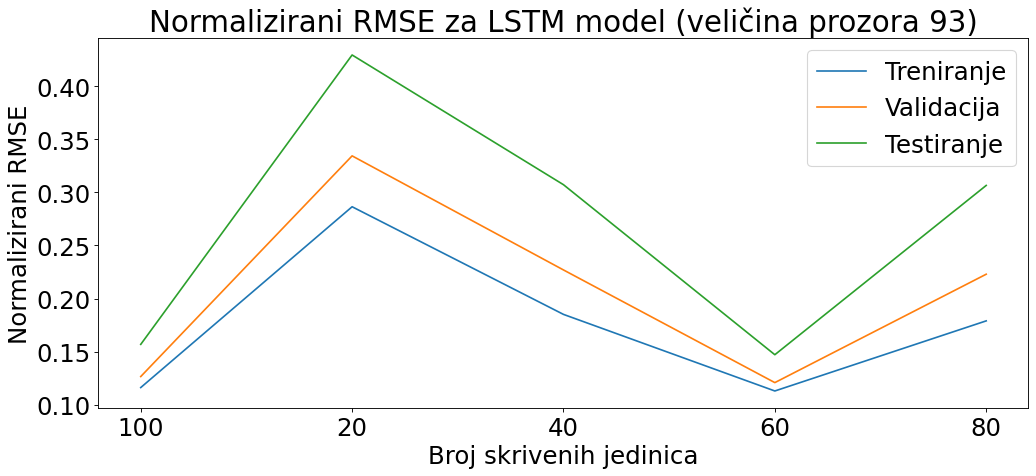 Normalizirani RMSE za LSTM model (veličina prozora 93)
Normalizirani RMSE
0.40
0.35
0.30
0.25
0.20
0.15
0.10
Treniranje
Validacija
Testiranje
100 20 40 60 80
Broj skrivenih jedinica